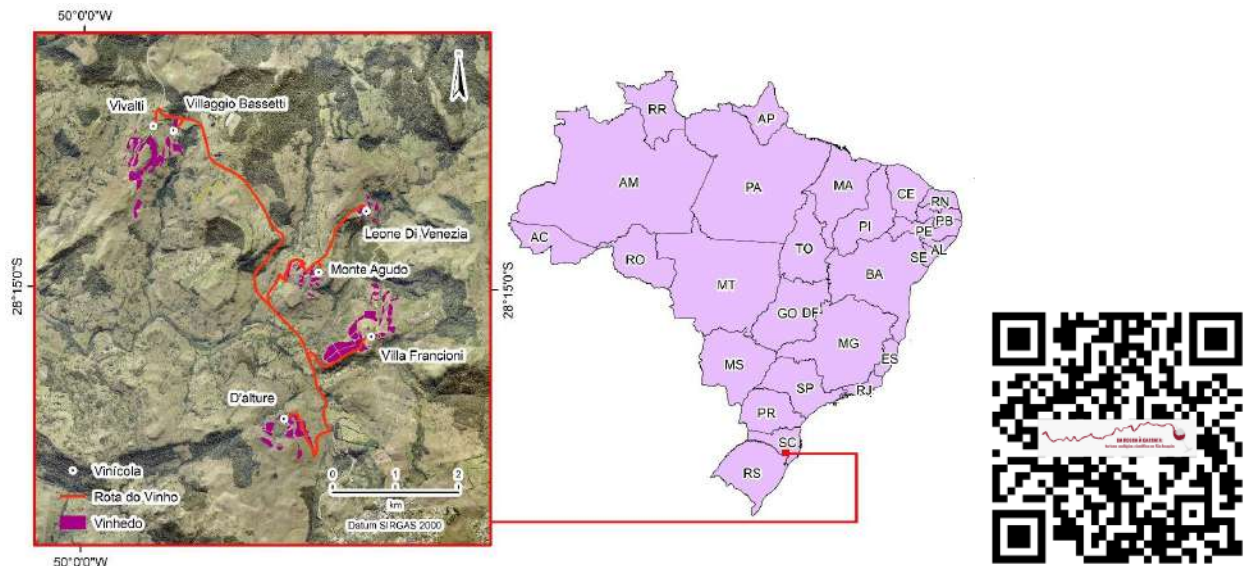 50°0'0"W
Vivalti
Villaggio Bassetti
Leone Di Venezia
Monte Agudo
Villa Francioni
D'alture
28°15'0"S
28°15'0"S
Vinícola
Rota do Vinho
Vinhedo
0 1 2
km
Datum SIRGAS 2000
50°0'0"W
RR
AP
AM
PA
MA
CE
RN
PB
PE
AL
SE
PI
AC
RO
TO
BA
MT
GO
DF
MG
ES
MS
SP
RJ
PR
SC
RS